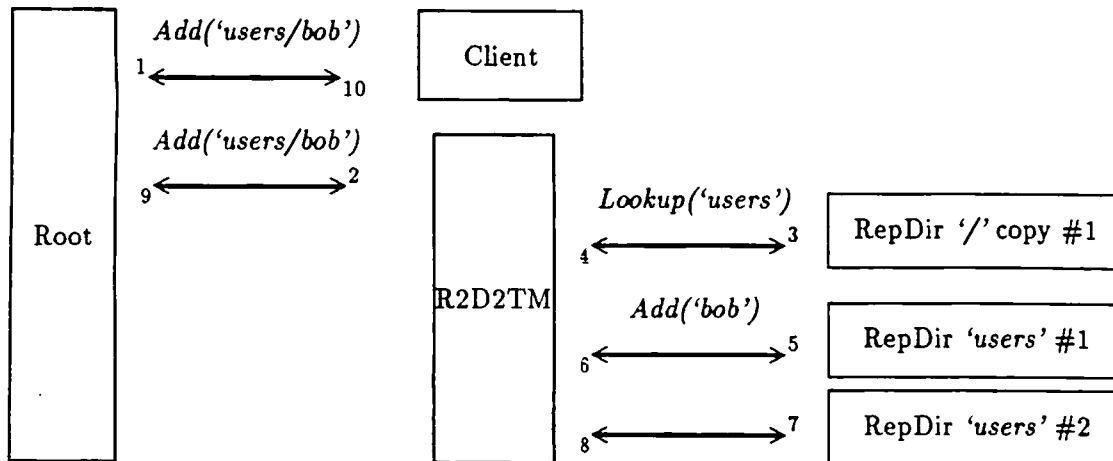 Add(‘users/bob’)
Client
1
10
Add(‘users/bob’)
9
2
Root
R2D2TM
Lookup(‘users’)
4
3
RepDir ‘/’ copy #1
Add(‘bob’)
6
5
RepDir ‘users’ #1
8
7
RepDir ‘users’ #2